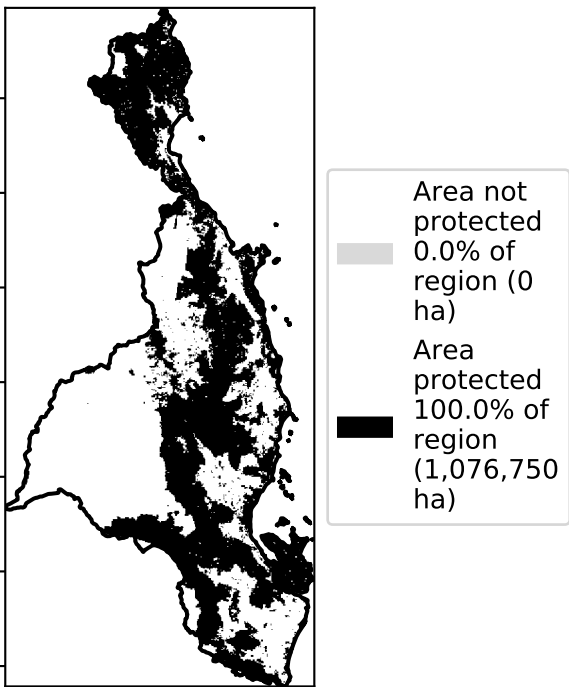 Area not
protected
0.0% of
region (0
ha)
Area
protected
100.0% of
region
(1,076,750
ha)